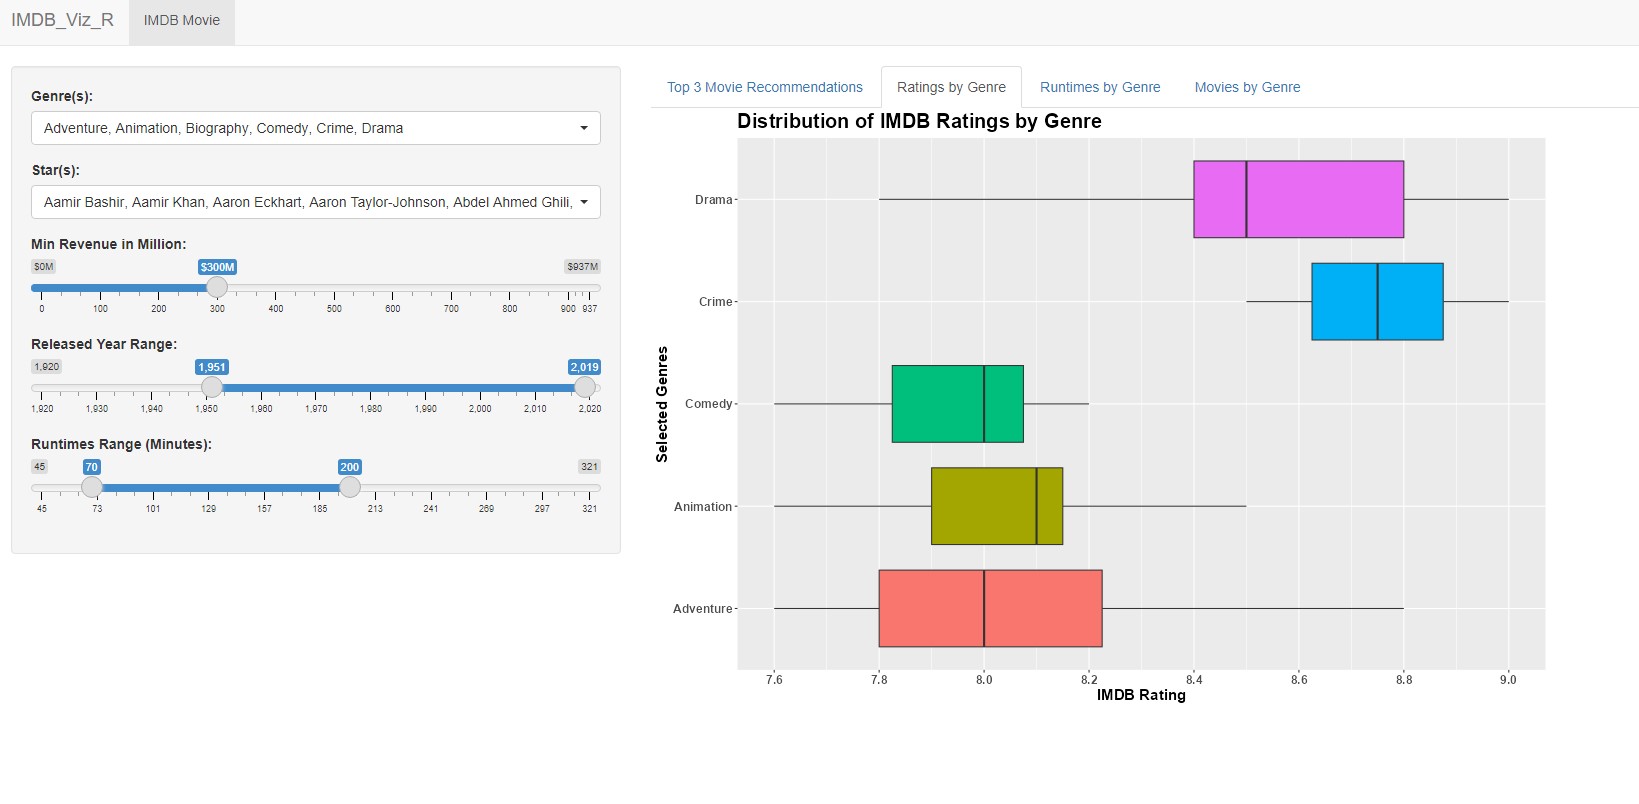 IMDB_Viz_R IMDB Movie
Genre(s):
Adventure, Animation, Biography, Comedy, Crime, Drama
Star(s):
Aamir Bashir, Aamir Khan, Aaron Eckhart, Aaron Taylor-Johnson, Abdel Ahmed Ghili,
Min Revenue in Million:
$0M $300M $937M
0 100 200 300 400 500 600 700 800 900 937
Released Year Range:
1,920 1,951 2,019
1,920 1,930 1,940 1,950 1,960 1,970 1,980 1,990 2,000 2,010 2,020
Runtimes Range (Minutes):
45 70 200 321
45 73 101 129 157 185 213 241 269 297 321
Top 3 Movie Recommendations Ratings by Genre Runtimes by Genre Movies by Genre
Distribution of IMDB Ratings by Genre
Selected Genres
Drama
Crime
Comedy
Animation
Adventure
7.6 7.8 8.0 8.2 8.4 8.6 8.8 9.0
IMDB Rating